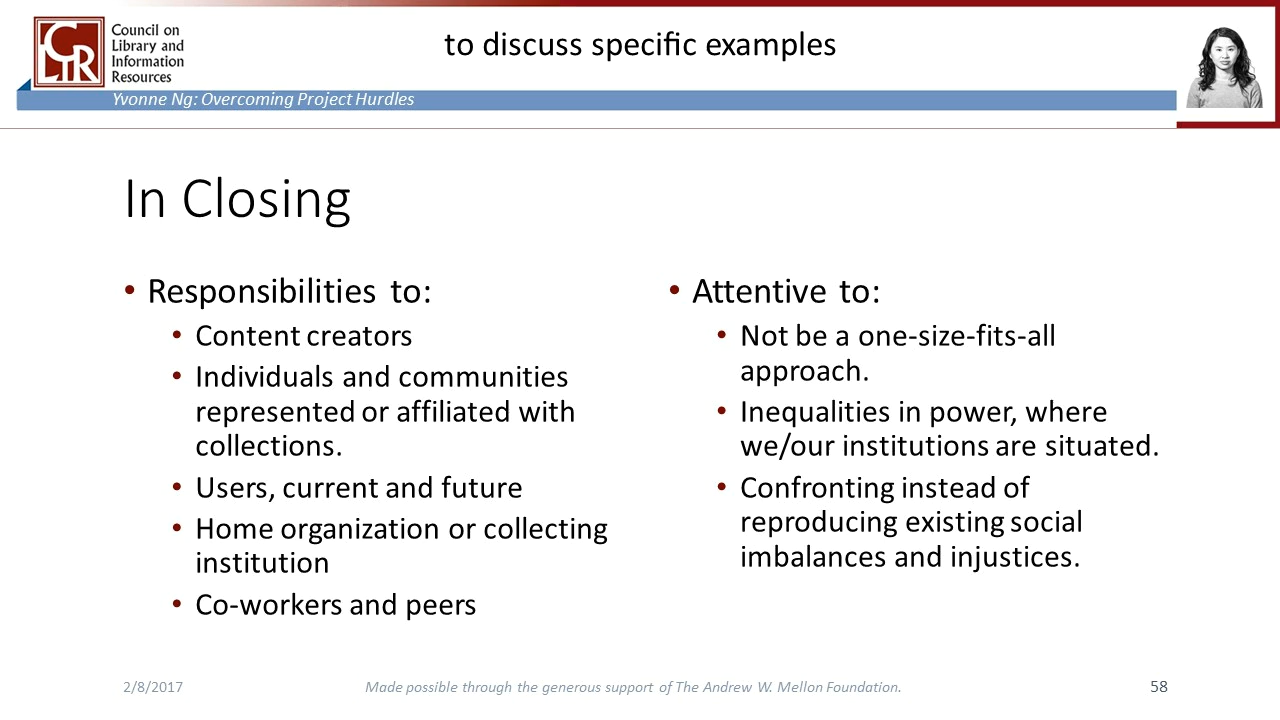 CLIR
Council on
Library and
Information
Resources
to discuss specific examples
Yvonne Ng: Overcoming Project Hurdles
In Closing
• Responsibilities to:
• Content creators
• Individuals and communities
represented or affiliated with
collections.
• Users, current and future
• Home organization or collecting
institution
• Co-workers and peers
• Attentive to:
• Not be a one-size-fits-all
approach.
• Inequalities in power, where
we/our institutions are situated.
• Confronting instead of
reproducing existing social
imbalances and injustices.
2/8/2017
Made possible through the generous support of The Andrew W. Mellon Foundation.
58